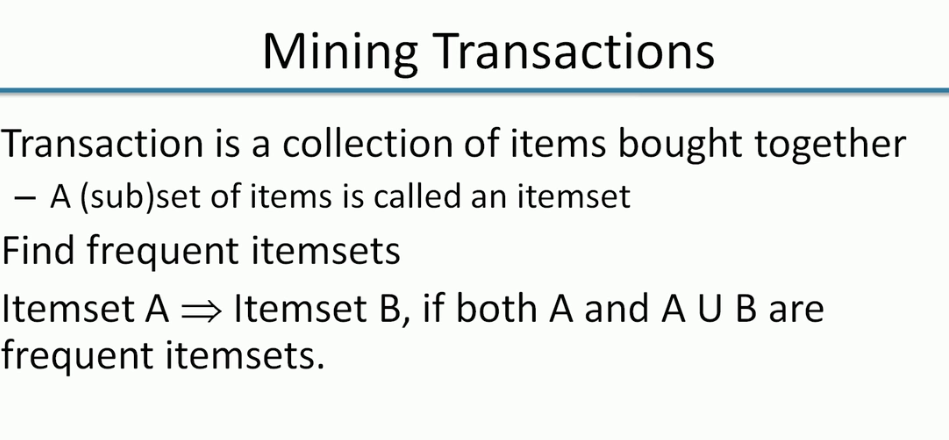 Mining Transactions
Transaction is a collection of items bought together
– A (sub)set of items is called an itemset
Find frequent itemsets
Itemset A ⟹ Itemset B, if both A and A U B are
frequent itemsets.